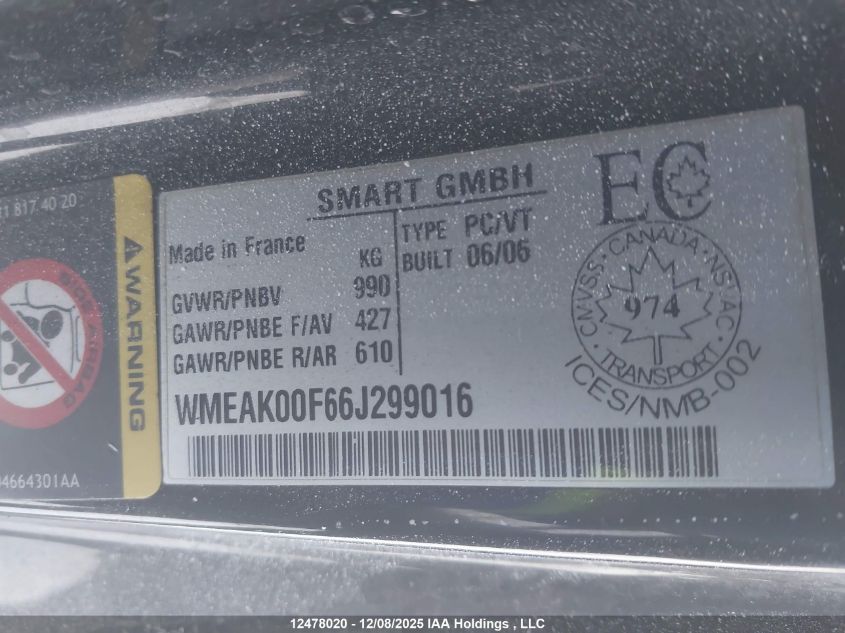 SMART GMBH
Made in France
KG
TYPE PC/VT
BUILT 06/06
GVWR/PNBV 990
GAWR/PNBE F/AV 427
GAWR/PNBE R/AR 610
WMEAK00F66J299016
EC
CMVSS · CANADA · NSVAC
974
TRANSPORT
ICES/NMB-002
817 40 20
WARNING
SIDE AIRBAG
4664301AA
12478020 - 12/08/2025 IAA Holdings , LLC